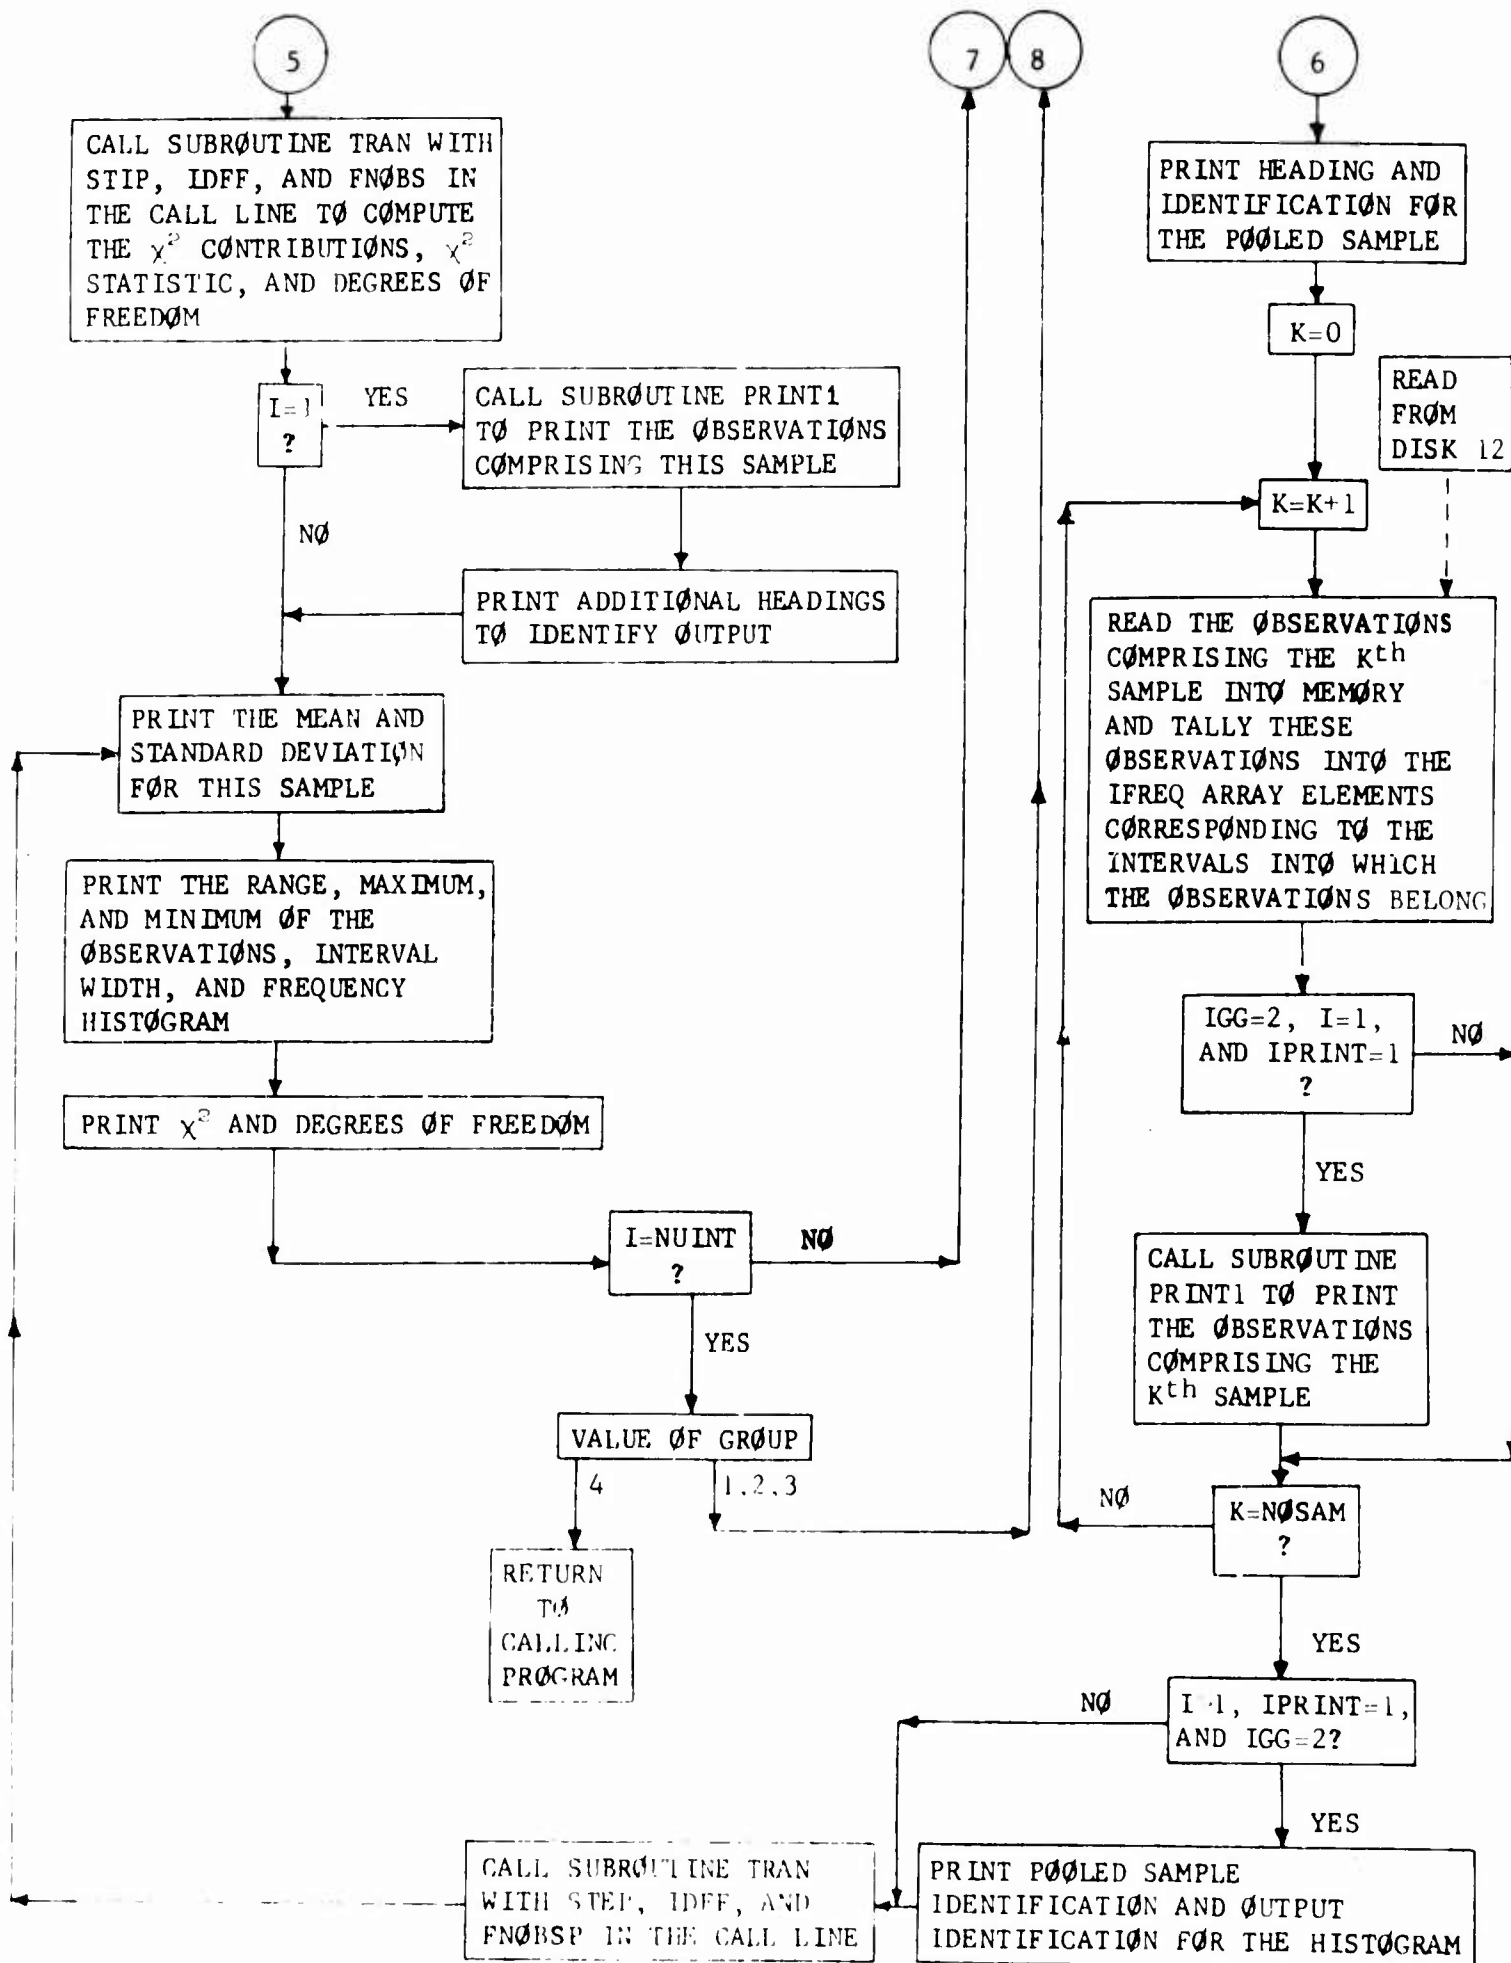 5
CALL SUBRØUTINE TRAN WITH
STIP, IDFF, AND FNØBS IN
THE CALL LINE TØ CØMPUTE
THE χ² CØNTRIBUTIØNS, χ²
STATISTIC, AND DEGREES ØF
FREEDØM
I=1
?
YES
CALL SUBRØUTINE PRINT1
TØ PRINT THE ØBSERVATIØNS
CØMPRISING THIS SAMPLE
NØ
PRINT ADDITIØNAL HEADINGS
TØ IDENTIFY ØUTPUT
PRINT THE MEAN AND
STANDARD DEVIATIØN
FØR THIS SAMPLE
PRINT THE RANGE, MAXIMUM,
AND MINIMUM ØF THE
ØBSERVATIØNS, INTERVAL
WIDTH, AND FREQUENCY
HISTØGRAM
PRINT χ² AND DEGREES ØF FREEDØM
I=NUINT
?
NØ
YES
VALUE ØF GRØUP
4
1,2,3
RETURN
TØ
CALLING
PRØGRAM
7
8
6
PRINT HEADING AND
IDENTIFICATIØN FØR
THE PØØLED SAMPLE
K=0
READ
FRØM
DISK 12
K=K+1
READ THE ØBSERVATIØNS
CØMPRISING THE Kth
SAMPLE INTØ MEMØRY
AND TALLY THESE
ØBSERVATIØNS INTØ THE
IFREQ ARRAY ELEMENTS
CØRRESPØNDING TØ THE
INTERVALS INTØ WHICH
THE ØBSERVATIØNS BELONG
IGG=2, I=1,
AND IPRINT=1
?
NØ
YES
CALL SUBRØUTINE
PRINT1 TØ PRINT
THE ØBSERVATIØNS
CØMPRISING THE
Kth SAMPLE
NØ
K=NØSAM
?
YES
NØ
I=1, IPRINT=1,
AND IGG=2?
YES
CALL SUBRØUTINE TRAN
WITH STEP, IDFF, AND
FNØBSP IN THE CALL LINE
PRINT PØØLED SAMPLE
IDENTIFICATIØN AND ØUTPUT
IDENTIFICATIØN FØR THE HISTØGRAM